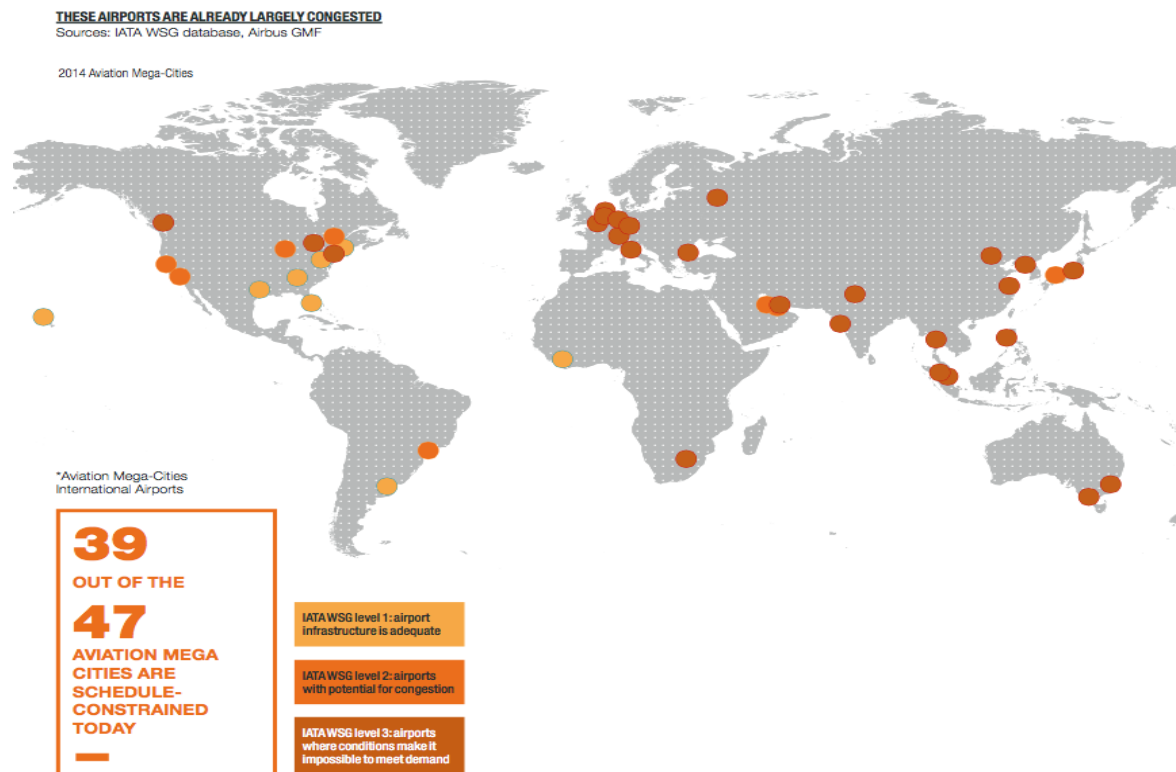 THESE AIRPORTS ARE ALREADY LARGELY CONGESTED
Sources: IATA WSG database, Airbus GMF
2014 Aviation Mega-Cities
*Aviation Mega-Cities
International Airports
39
OUT OF THE
47
AVIATION MEGA
CITIES ARE
SCHEDULE-
CONSTRAINED
TODAY
IATA WSG level 1: airport
infrastructure is adequate
IATA WSG level 2: airports
with potential for congestion
IATA WSG level 3: airports
where conditions make it
impossible to meet demand